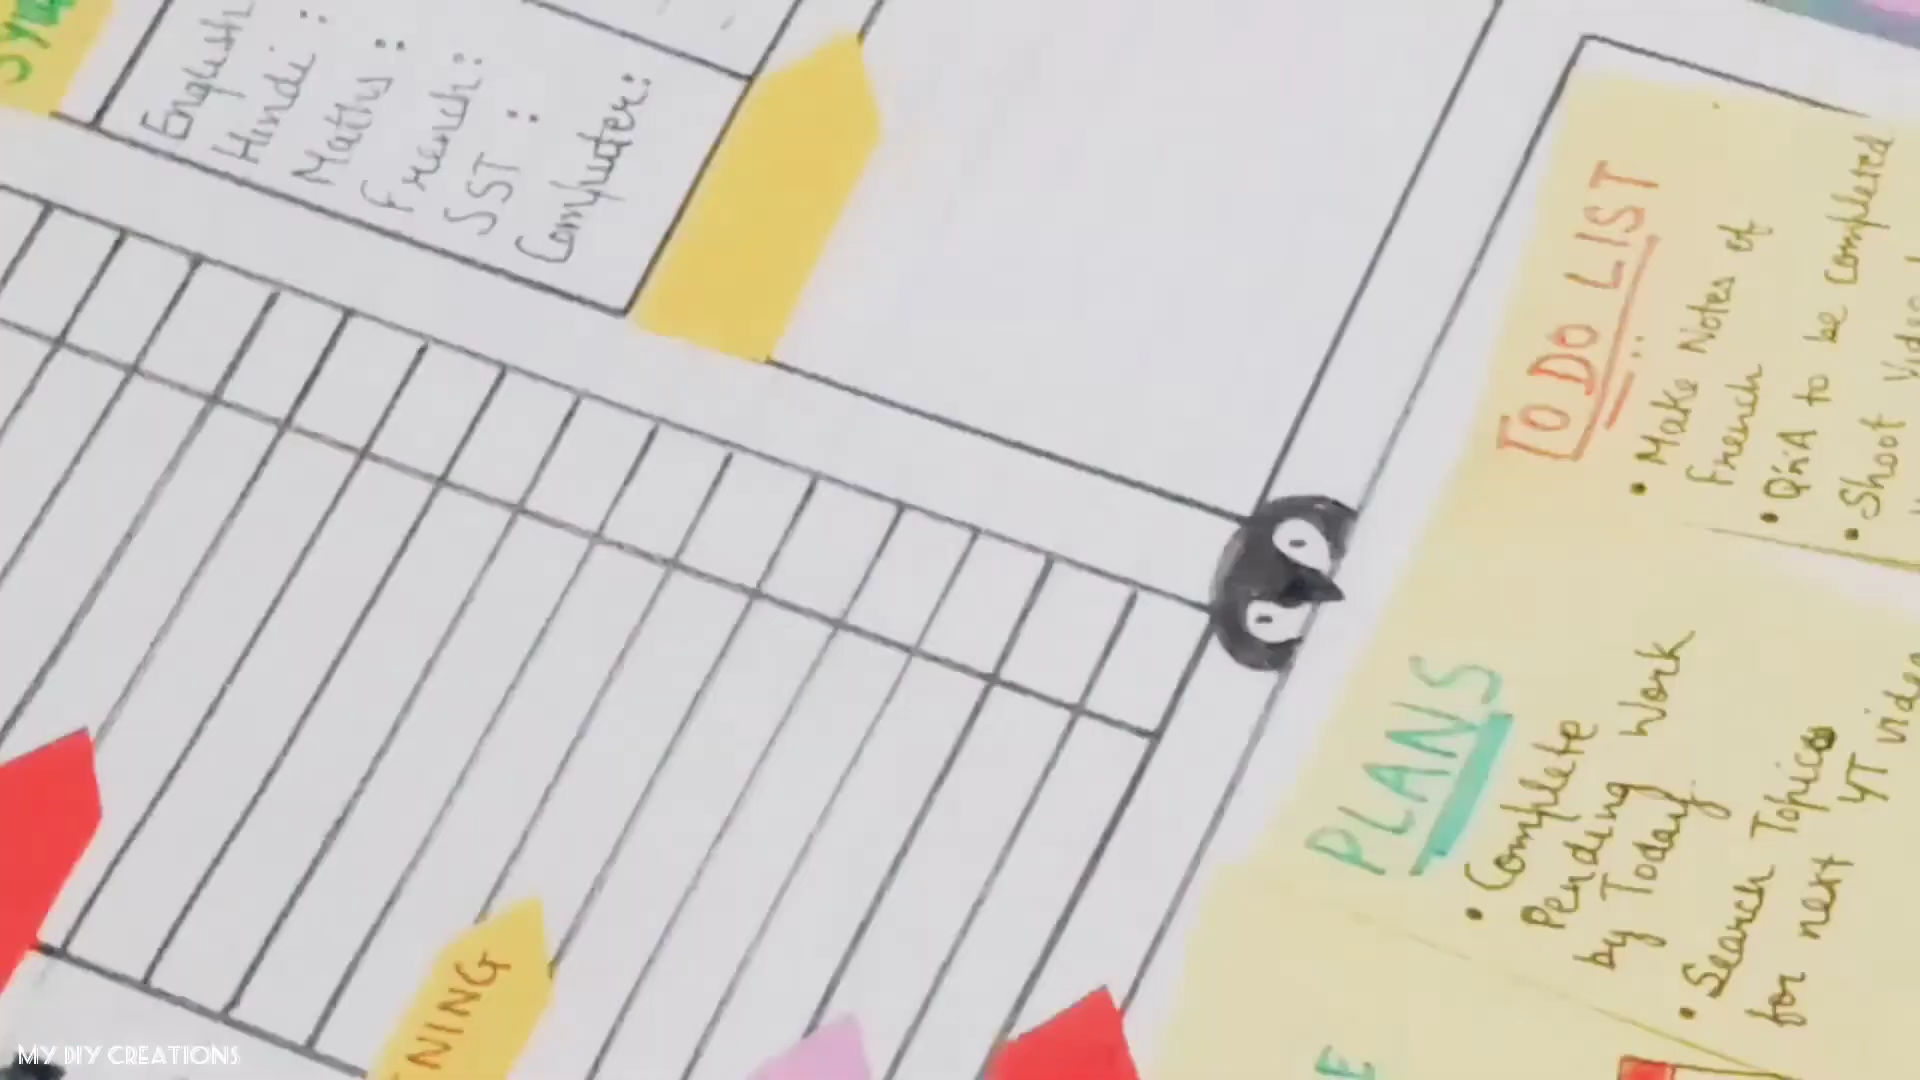 English
Hindi :
Maths :
French :
SST :
Computer :
TO DO LIST
• Make Notes of
French
• QnA to be completed
• Shoot
PLANS
• Complete
Pending Work
by Today
• Search Topics
for next YT video
NING
MY DIY CREATIONS